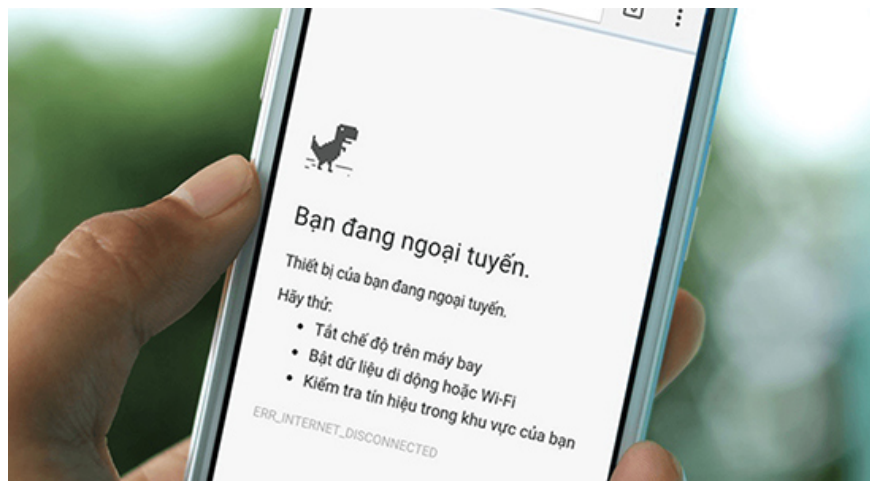 Bạn đang ngoại tuyến.
Thiết bị của bạn đang ngoại tuyến.
Hãy thử:
• Tắt chế độ trên máy bay
• Bật dữ liệu di động hoặc Wi-Fi
• Kiểm tra tín hiệu trong khu vực của bạn
ERR_INTERNET_DISCONNECTED